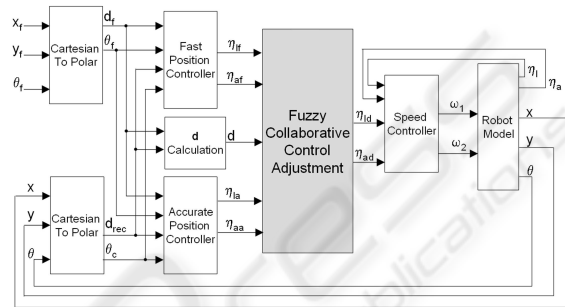 x_f
y_f
θ_f
Cartesian To Polar
d_f
θ_f
Fast Position Controller
η_lf
η_af
d Calculation
d
x
y
θ
Cartesian To Polar
d_rec
θ_c
Accurate Position Controller
η_la
η_aa
Fuzzy Collaborative Control Adjustment
η_ld
η_ad
Speed Controller
ω_1
ω_2
Robot Model
η_l
η_a
x
y
θ